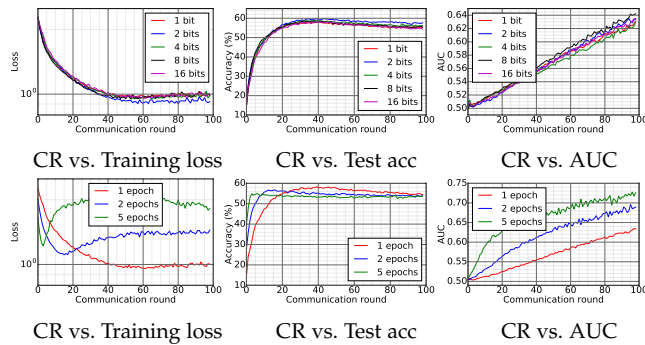 Loss
10⁰
0 20 40 60 80 100
Communication round
1 bit
2 bits
4 bits
8 bits
16 bits
CR vs. Training loss
Accuracy (%)
60
50
40
30
20
10
0 20 40 60 80 100
Communication round
1 bit
2 bits
4 bits
8 bits
16 bits
CR vs. Test acc
AUC
0.64
0.62
0.60
0.58
0.56
0.54
0.52
0.50
0 20 40 60 80 100
Communication round
1 bit
2 bits
4 bits
8 bits
16 bits
CR vs. AUC
Loss
10⁰
0 20 40 60 80 100
Communication round
1 epoch
2 epochs
5 epochs
CR vs. Training loss
Accuracy (%)
60
50
40
30
20
10
0 20 40 60 80 100
Communication round
1 epoch
2 epochs
5 epochs
CR vs. Test acc
AUC
0.75
0.70
0.65
0.60
0.55
0.50
0 20 40 60 80 100
Communication round
1 epoch
2 epochs
5 epochs
CR vs. AUC